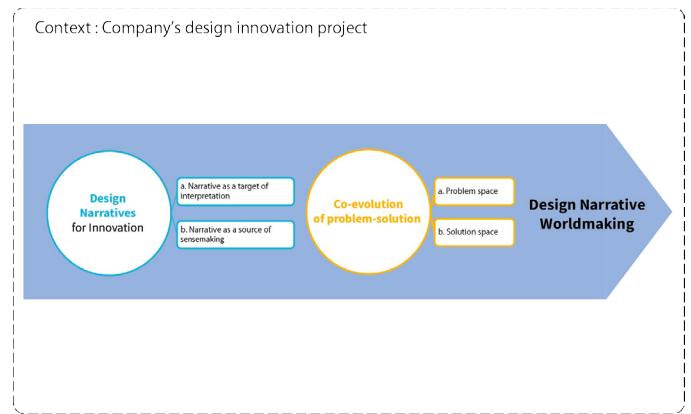 Context : Company's design innovation project
Design
Narratives
for Innovation
a. Narrative as a target of
interpretation
b. Narrative as a source of
sensemaking
Co-evolution
of problem-solution
a. Problem space
b. Solution space
Design Narrative
Worldmaking